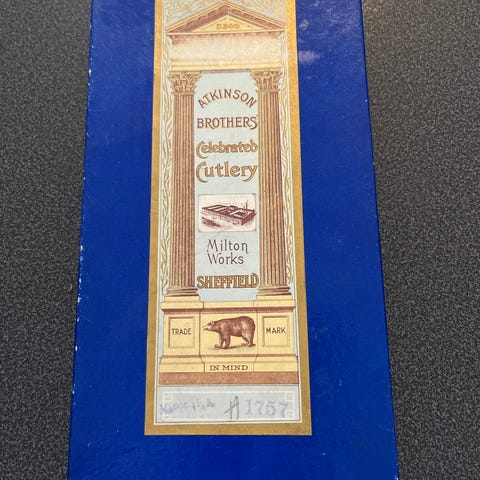 ATKINSON
BROTHERS
Celebrated
Cutlery
Milton
Works
SHEFFIELD
TRADE MARK
IN MIND
1757